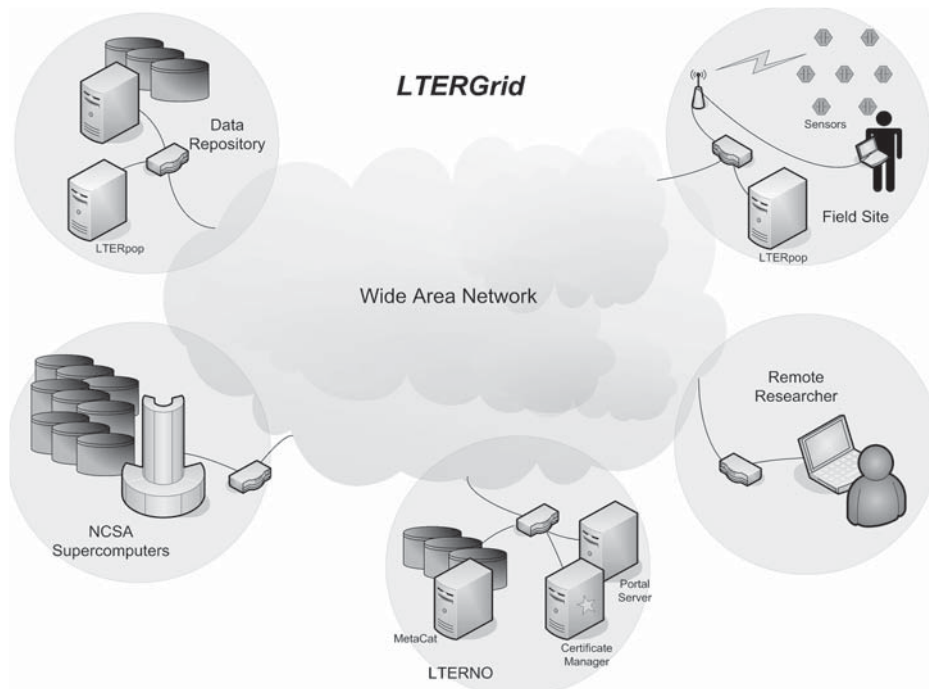 LTERGrid
Data
Repository
LTERpop
Sensors
Field Site
LTERpop
Wide Area Network
NCSA
Supercomputers
Remote
Researcher
MetaCat
LTERNO
Certificate
Manager
Portal
Server